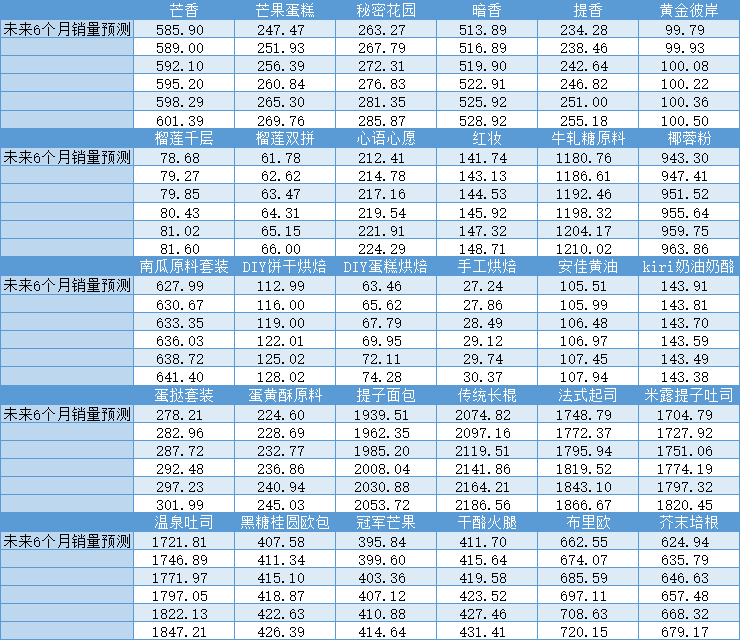 芒香 芒果蛋糕 秘密花园 暗香 提香 黄金彼岸
未来6个月销量预测 585.90 247.47 263.27 513.89 234.28 99.79
589.00 251.93 267.79 516.89 238.46 99.93
592.10 256.39 272.31 519.90 242.64 100.08
595.20 260.84 276.83 522.91 246.82 100.22
598.29 265.30 281.35 525.92 251.00 100.36
601.39 269.76 285.87 528.92 255.18 100.50
榴莲千层 榴莲双拼 心语心愿 红妆 牛轧糖原料 椰蓉粉
未来6个月销量预测 78.68 61.78 212.41 141.74 1180.76 943.30
79.27 62.62 214.78 143.13 1186.61 947.41
79.85 63.47 217.16 144.53 1192.46 951.52
80.43 64.31 219.54 145.92 1198.32 955.64
81.02 65.15 221.91 147.32 1204.17 959.75
81.60 66.00 224.29 148.71 1210.02 963.86
南瓜原料套装 DIY饼干烘焙 DIY蛋糕烘焙 手工烘焙 安佳黄油 kiri奶油奶酪
未来6个月销量预测 627.99 112.99 63.46 27.24 105.51 143.91
630.67 116.00 65.62 27.86 105.99 143.81
633.35 119.00 67.79 28.49 106.48 143.70
636.03 122.01 69.95 29.12 106.97 143.59
638.72 125.02 72.11 29.74 107.45 143.49
641.40 128.02 74.28 30.37 107.94 143.38
蛋挞套装 蛋黄酥原料 提子面包 传统长棍 法式起司 米露提子吐司
未来6个月销量预测 278.21 224.60 1939.51 2074.82 1748.79 1704.79
282.96 228.69 1962.35 2097.16 1772.37 1727.92
287.72 232.77 1985.20 2119.51 1795.94 1751.06
292.48 236.86 2008.04 2141.86 1819.52 1774.19
297.23 240.94 2030.88 2164.21 1843.10 1797.32
301.99 245.03 2053.72 2186.56 1866.67 1820.45
温泉吐司 黑糖桂圆欧包 冠军芒果 干酪火腿 布里欧 芥末培根
未来6个月销量预测 1721.81 407.58 395.84 411.70 662.55 624.94
1746.89 411.34 399.60 415.64 674.07 635.79
1771.97 415.10 403.36 419.58 685.59 646.63
1797.05 418.87 407.12 423.52 697.11 657.48
1822.13 422.63 410.88 427.46 708.63 668.32
1847.21 426.39 414.64 431.41 720.15 679.17